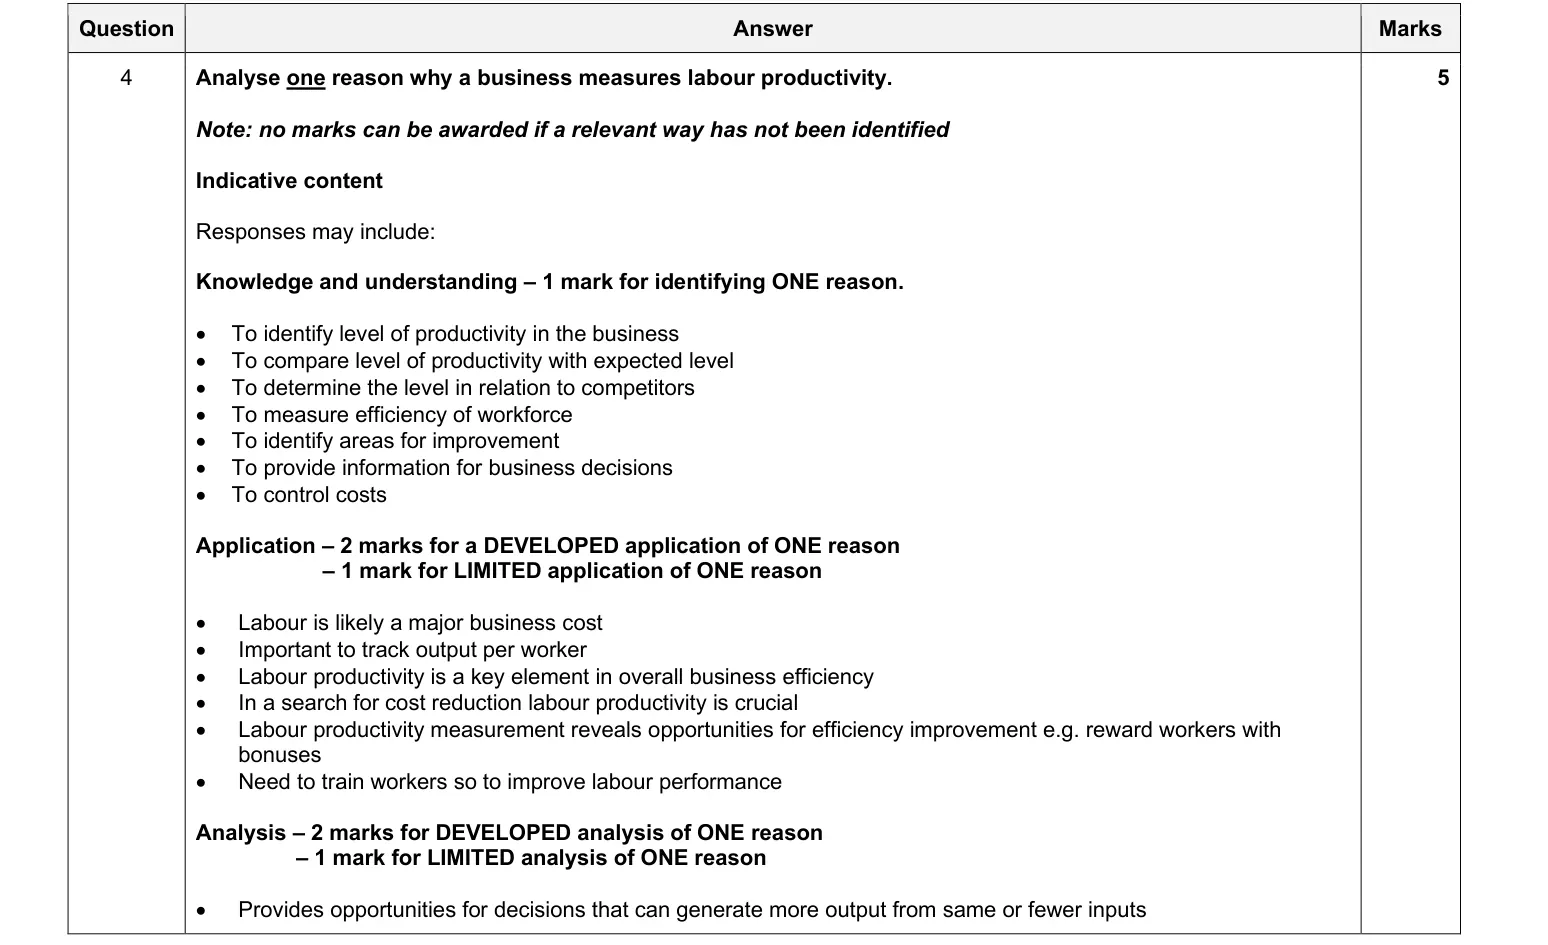 Question Answer Marks
4 Analyse one reason why a business measures labour productivity. 5
Note: no marks can be awarded if a relevant way has not been identified
Indicative content
Responses may include:
Knowledge and understanding – 1 mark for identifying ONE reason.
• To identify level of productivity in the business
• To compare level of productivity with expected level
• To determine the level in relation to competitors
• To measure efficiency of workforce
• To identify areas for improvement
• To provide information for business decisions
• To control costs
Application – 2 marks for a DEVELOPED application of ONE reason
– 1 mark for LIMITED application of ONE reason
• Labour is likely a major business cost
• Important to track output per worker
• Labour productivity is a key element in overall business efficiency
• In a search for cost reduction labour productivity is crucial
• Labour productivity measurement reveals opportunities for efficiency improvement e.g. reward workers with
bonuses
• Need to train workers so to improve labour performance
Analysis – 2 marks for DEVELOPED analysis of ONE reason
– 1 mark for LIMITED analysis of ONE reason
• Provides opportunities for decisions that can generate more output from same or fewer inputs